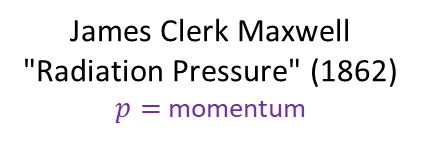 James Clerk Maxwell
"Radiation Pressure" (1862)
𝑝 = momentum